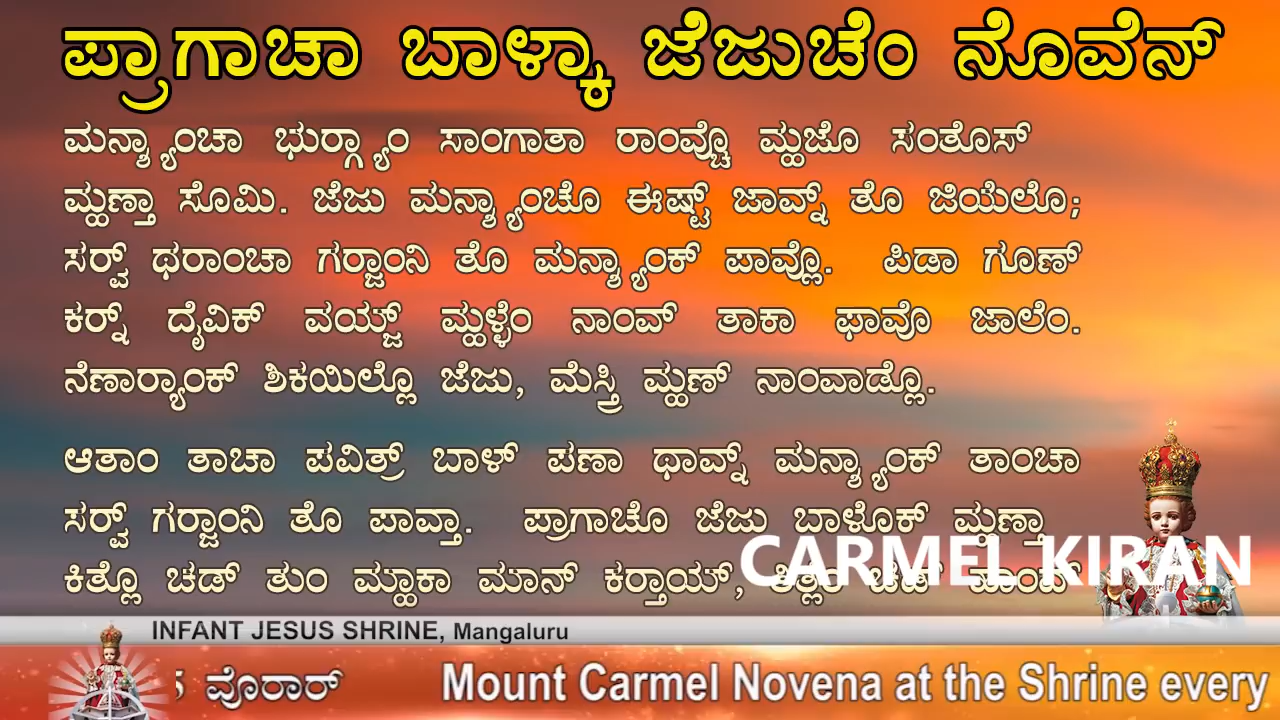 ಪ್ರಾಗಾಚಾ ಬಾಳ್ಕಾ ಜೆಜುಚೆಂ ನೊವೆನ್
ಮನ್ಶ್ಯಾಂಚಾ ಭುರ‍್ಗ್ಯಾಂ ಸಾಂಗಾತಾ ರಾಂವ್ಚೊ ಮ್ಹಜೊ ಸಂತೊಸ್
ಮ್ಹಣ್ತಾ ಸೊಮಿ. ಜೆಜು ಮನ್ಶ್ಯಾಂಚೊ ಈಷ್ಟ್ ಜಾವ್ನ್ ತೊ ಜಿಯೆಲೊ;
ಸರ‍್ವ್ ಥರಾಂಚಾ ಗರ‍್ಜಾಂನಿ ತೊ ಮನ್ಶ್ಯಾಂಕ್ ಪಾವ್ಲೊ. ಪಿಡಾ ಗೂಣ್
ಕರ‍್ನ್ ದೈವಿಕ್ ವಯ್ಜ್ ಮ್ಹಳ್ಳೆಂ ನಾಂವ್ ತಾಕಾ ಫಾವೊ ಜಾಲೆಂ.
ನೆಣಾರ‍್ಯಾಂಕ್ ಶಿಕಯಿಲ್ಲೊ ಜೆಜು, ಮೆಸ್ತ್ರಿ ಮ್ಹಣ್ ನಾಂವಾಡ್ಲೊ.
ಆತಾಂ ತಾಚಾ ಪವಿತ್ರ್ ಬಾಳ್ ಪಣಾ ಥಾವ್ನ್ ಮನ್ಶ್ಯಾಂಕ್ ತಾಂಚಾ
ಸರ‍್ವ್ ಗರ‍್ಜಾಂನಿ ತೊ ಪಾವ್ತಾ. ಪ್ರಾಗಾಚೊ ಜೆಜು ಬಾಳೊಕ್ ಮ್ಹಣ್ತಾ
ಕಿತ್ಲೊ ಚಡ್ ತುಂ ಮ್ಹಾಕಾ ಮಾನ್ ಕರ‍್ತಾಯ್,
CARMEL KIRAN
INFANT JESUS SHRINE, Mangaluru
5 ವೊರಾರ್ Mount Carmel Novena at the Shrine every